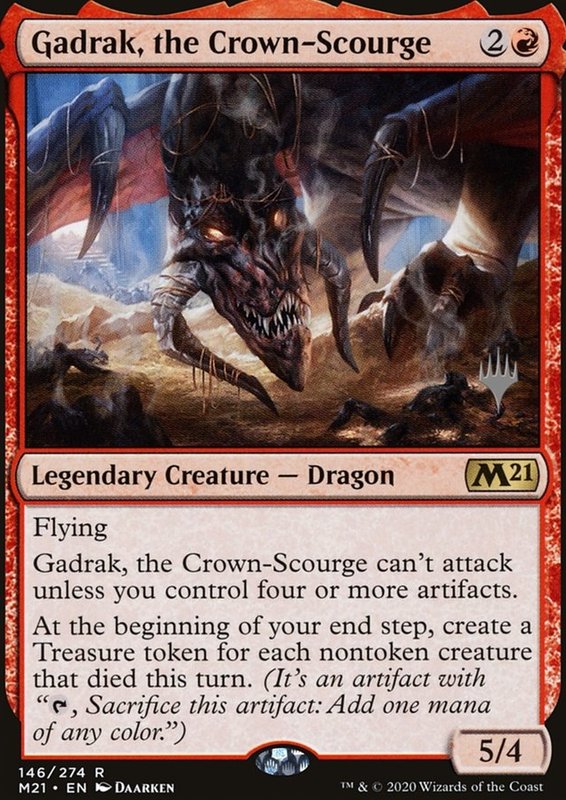 Gadrak, the Crown-Scourge 2
Legendary Creature — Dragon M21
Flying
Gadrak, the Crown-Scourge can't attack
unless you control four or more artifacts.
At the beginning of your end step, create a
Treasure token for each nontoken creature
that died this turn. (It's an artifact with
“, Sacrifice this artifact: Add one mana
of any color.”)
5/4
146/274 R
M21 • EN DAARKEN
™ & © 2020 Wizards of the Coast